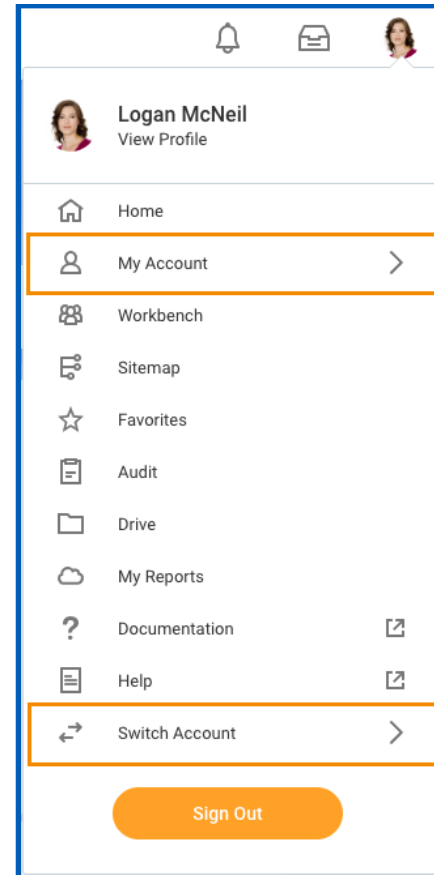 Logan McNeil
View Profile
Home
My Account
Workbench
Sitemap
Favorites
Audit
Drive
My Reports
Documentation
Help
Switch Account
Sign Out